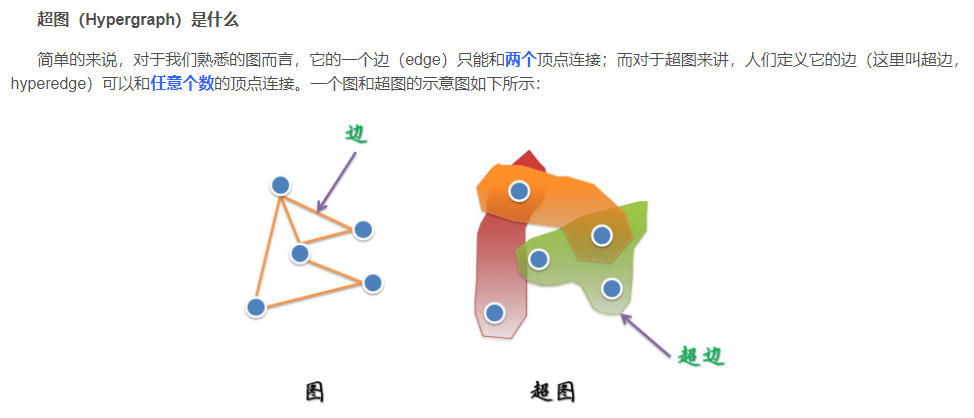 超图（Hypergraph）是什么
简单的来说，对于我们熟悉的图而言，它的一个边（edge）只能和两个顶点连接；而对于超图来讲，人们定义它的边（这里叫超边，
hyperedge）可以和任意个数的顶点连接。一个图和超图的示意图如下所示：
边
超边
图
超图